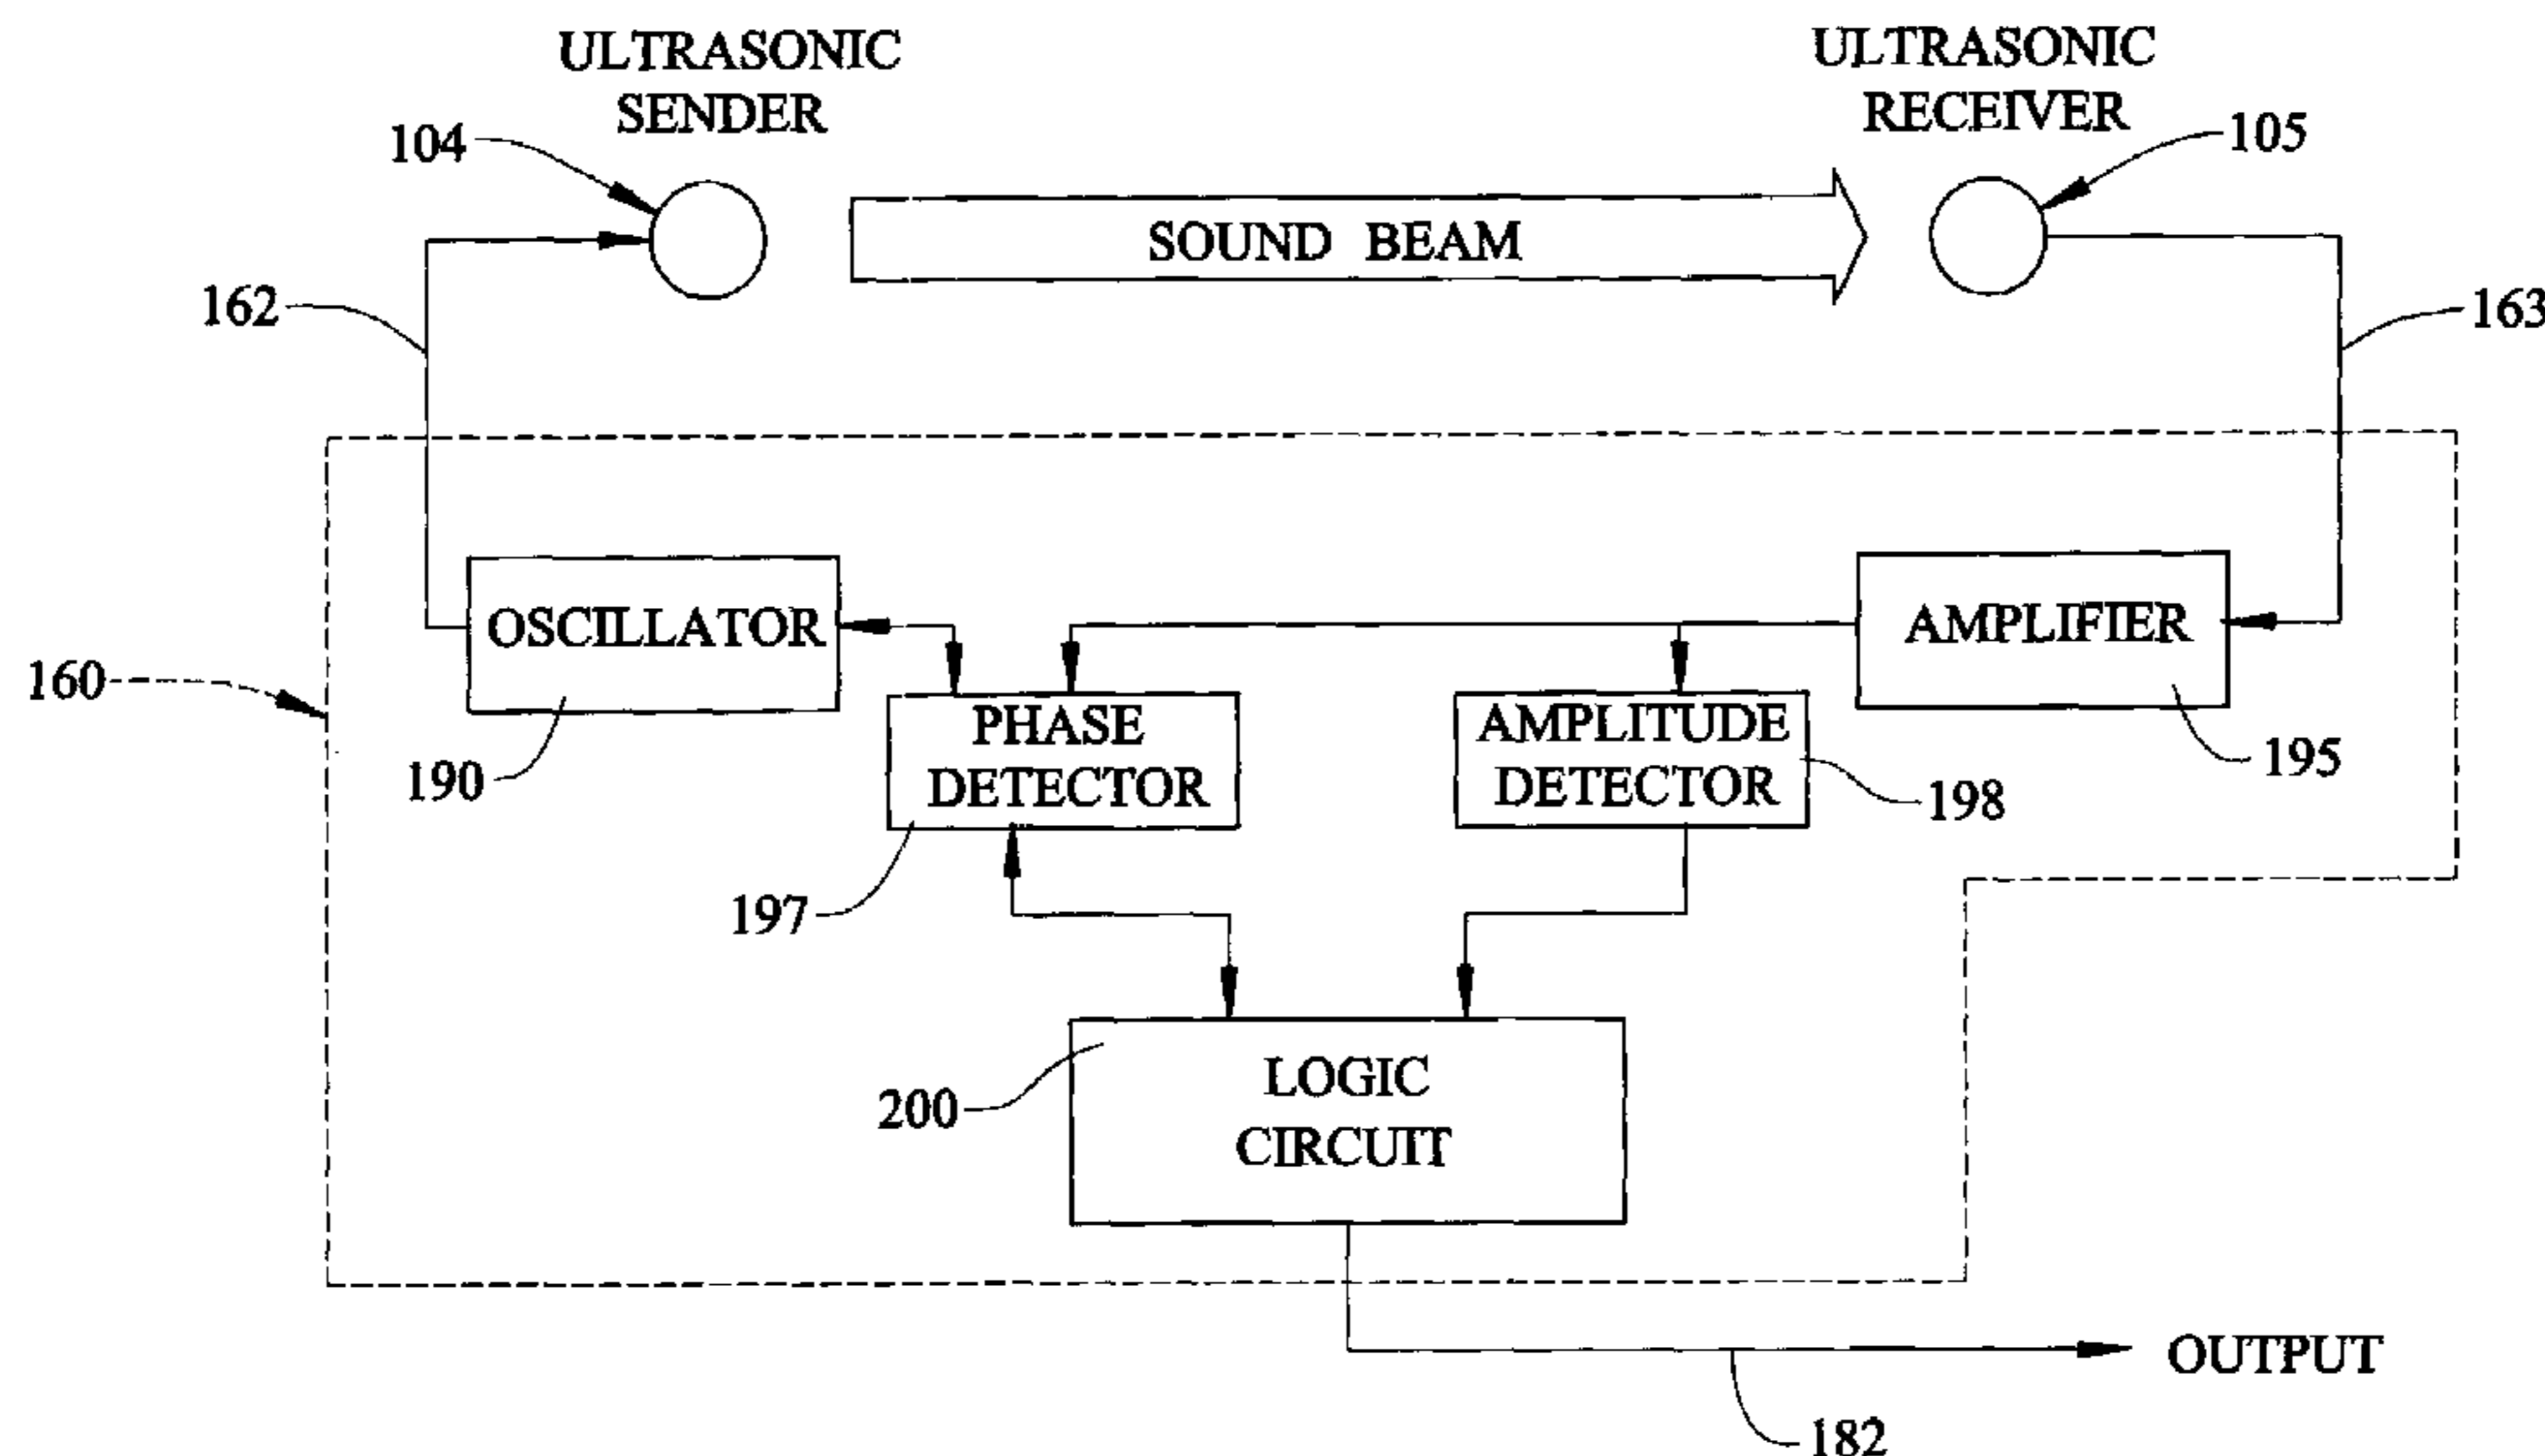 ULTRASONIC
SENDER
ULTRASONIC
RECEIVER
104
105
SOUND BEAM
162
163
OSCILLATOR
AMPLIFIER
160
PHASE
DETECTOR
AMPLITUDE
DETECTOR
190
195
198
197
LOGIC
CIRCUIT
200
OUTPUT
182